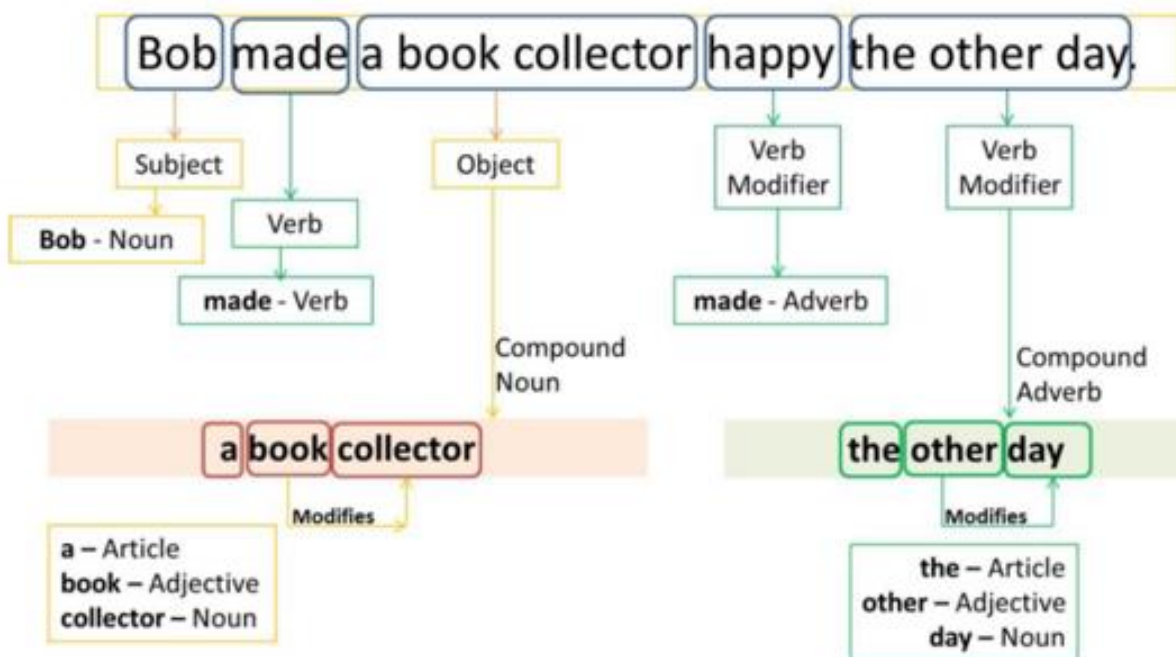 Bob made a book collector happy the other day.
Subject
Object
Verb
Modifier
Verb
Modifier
Bob - Noun
Verb
made - Verb
made - Adverb
Compound
Noun
Compound
Adverb
a book collector
the other day
Modifies
Modifies
a – Article
book – Adjective
collector – Noun
the – Article
other – Adjective
day – Noun